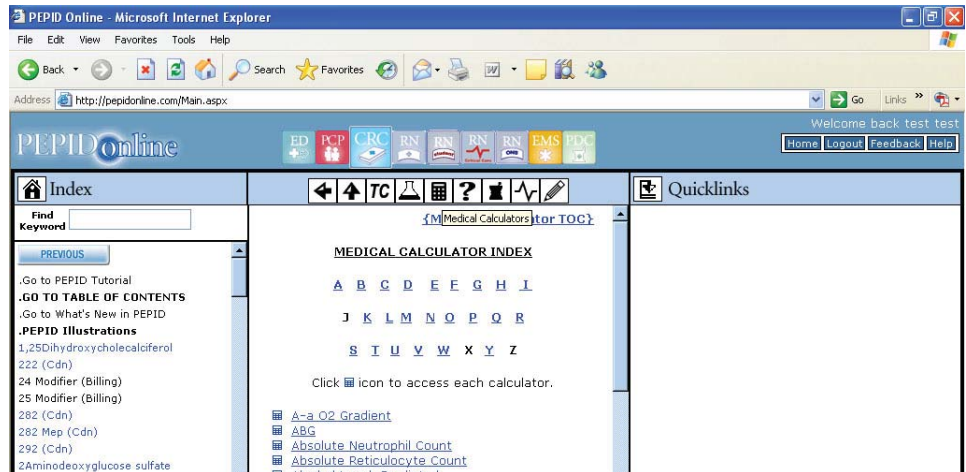 PEPID Online - Microsoft Internet Explorer
File Edit View Favorites Tools Help
Back Search Favorites
Address http://pepidonline.com/Main.aspx Go Links »
PEPID Online
ED PCP CRC RN RN student RN RN EMS PDC
Welcome back test test
Home Logout Feedback Help
Index
TC ?
Quicklinks
Find
Keyword
PREVIOUS
.Go to PEPID Tutorial
.GO TO TABLE OF CONTENTS
.Go to What's New in PEPID
.PEPID Illustrations
1,25Dihydroxycholecalciferol
222 (Cdn)
24 Modifier (Billing)
25 Modifier (Billing)
282 (Cdn)
282 Mep (Cdn)
292 (Cdn)
2Aminodeoxyglucose sulfate
{M Medical Calculators tor TOC}
MEDICAL CALCULATOR INDEX
A B C D E F G H I
J K L M N O P Q R
S T U V W X Y Z
Click icon to access each calculator.
A-a O2 Gradient
ABG
Absolute Neutrophil Count
Absolute Reticulocyte Count